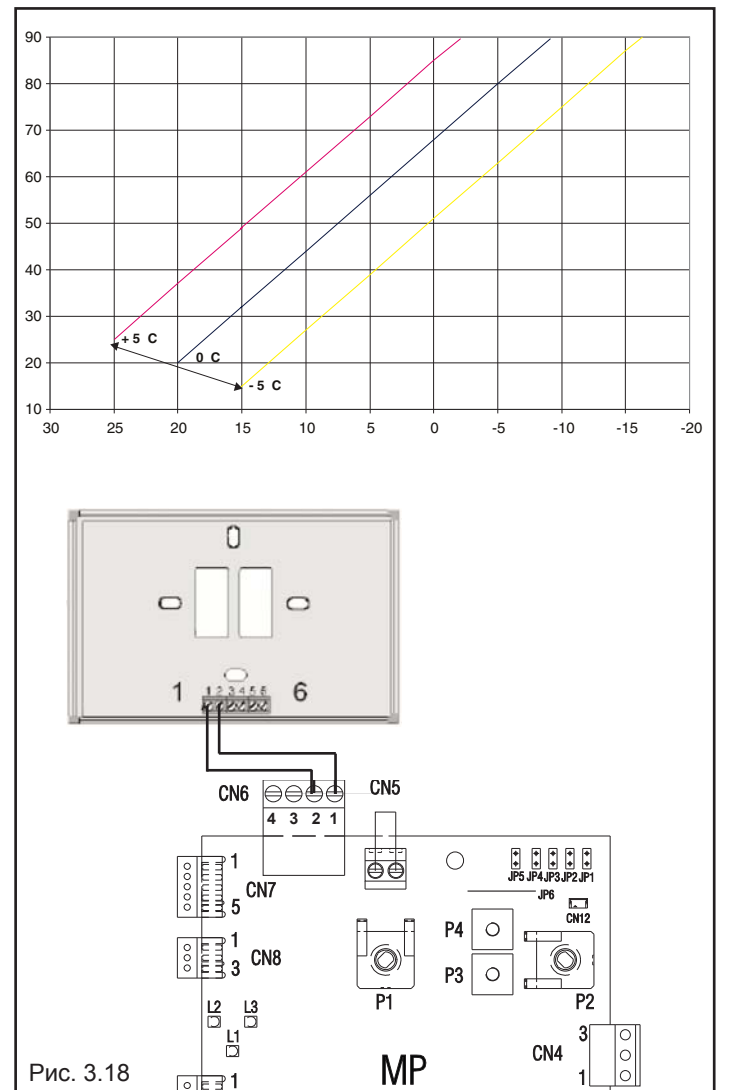 90
80
70
60
50
40
30
20
10
+5 C
0 C
-5 C
30 25 20 15 10 5 0 -5 -10 -15 -20
1 1 2 3 4 5 6 6
CN6 CN5
4 3 2 1
1 CN7 5
JP5 JP4 JP3 JP2 JP1
JP6
CN12
1 CN8 3
P4
P3
P1 P2
L2 L3
L1
3 CN4 1
MP
Рис. 3.18
1